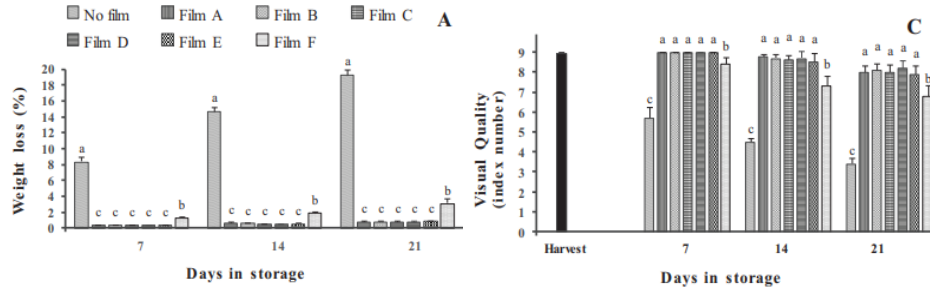 No film Film A Film B Film C A
Film D Film E Film F
Weight loss (%)
20
18
16
14
12
10
8
6
4
2
0
a c c c c c b
a c c c c c b
a c c c c c b
7 14 21
Days in storage
C
Visual Quality
(index number)
9
8
7
6
5
4
3
2
1
0
c a a a a a b
c a a a a a b
c a a a a a b
Harvest 7 14 21
Days in storage